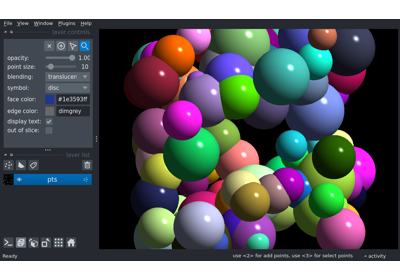 File View Window Plugins Help
layer controls
opacity: 1.00
point size: 10
blending: translucen
symbol: disc
face color: #1e3593ff
edge color: dimgrey
display text:
out of slice:
layer list
pts
Ready
use <2> for add points, use <3> for select points
activity